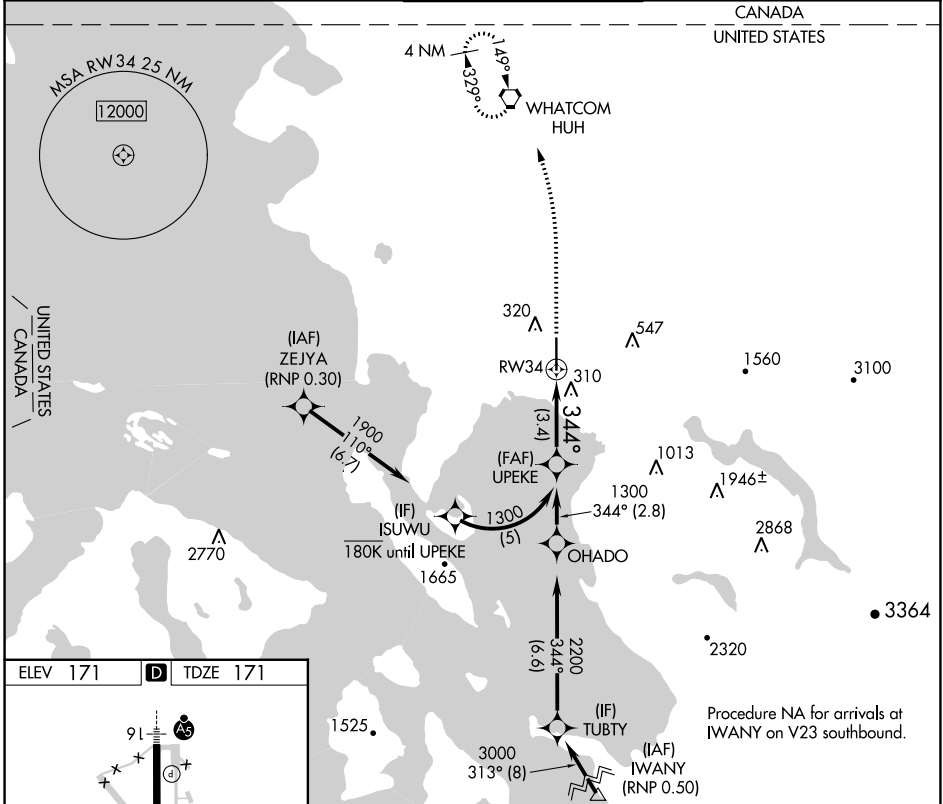 CANADA
UNITED STATES
MSA RW34 25 NM
12000
4 NM
149°
329°
WHATCOM
HUH
UNITED STATES
CANADA
(IAF)
ZEJYA
(RNP 0.30)
1900
110°
(6.7)
320
547
RW34
310
1560
3100
344°
(3.4)
(FAF)
UPEKE
1013
1946±
1300
344° (2.8)
(IF)
ISUWU
180K until UPEKE
1300
(5)
OHADO
2770
1665
2868
3364
2320
2200
344°
(6.6)
ELEV 171
D
TDZE 171
16
A5
P
1525
(IF)
TUBTY
3000
313° (8)
(IAF)
IWANY
(RNP 0.50)
Procedure NA for arrivals at
IWANY on V23 southbound.